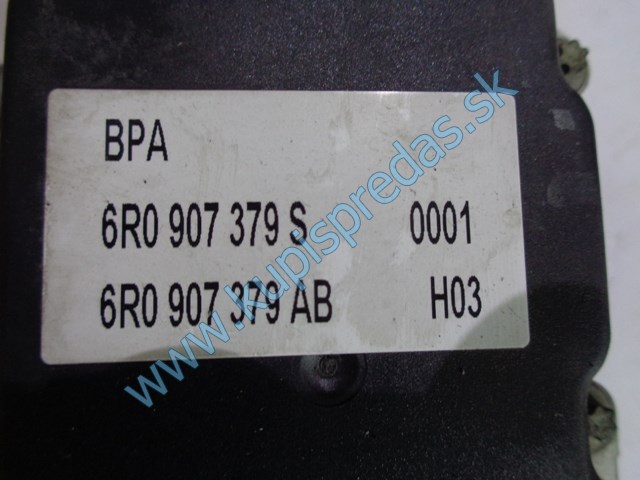 BPA
6R0 907 379 S 0001
6R0 907 379 AB H03
www.kupispredas.sk